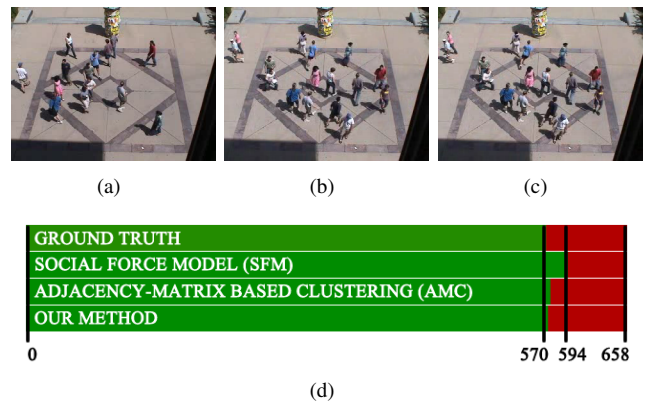 (a)
(b)
(c)
GROUND TRUTH
SOCIAL FORCE MODEL (SFM)
ADJACENCY-MATRIX BASED CLUSTERING (AMC)
OUR METHOD
0 570 594 658
(d)